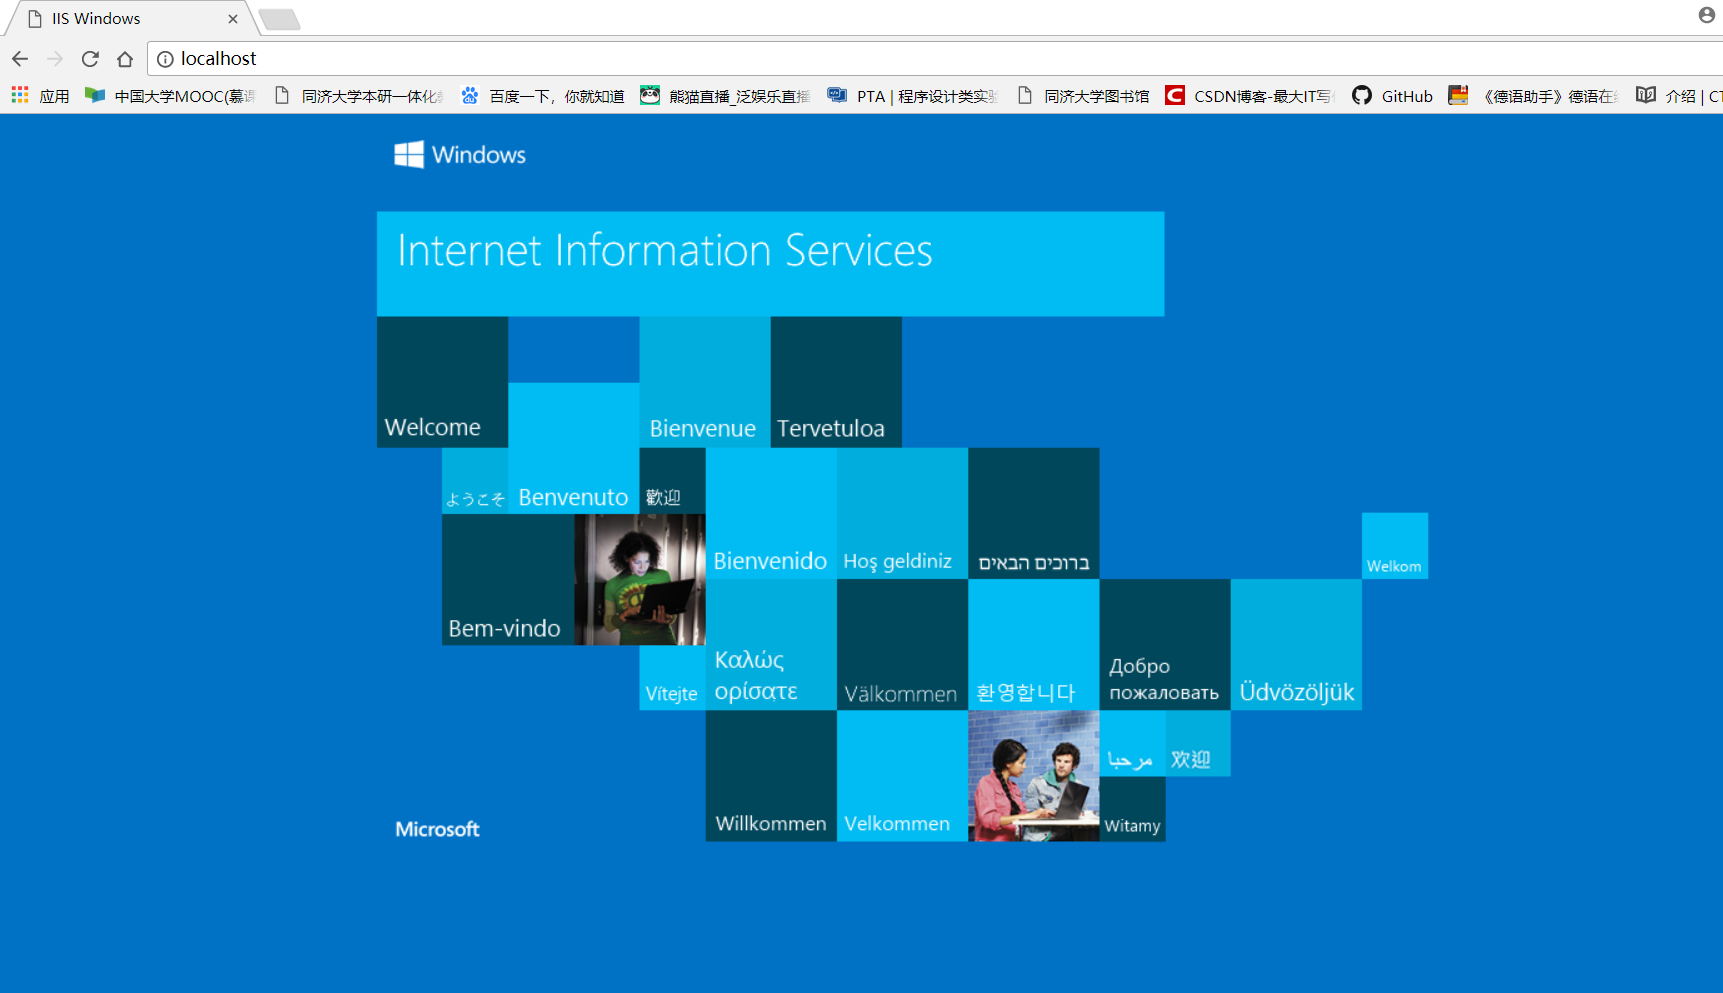 IIS Windows
localhost
应用
中国大学MOOC(慕课
同济大学本研一体化
百度一下，你就知道
熊猫直播_泛娱乐直播
PTA | 程序设计类实验
同济大学图书馆
CSDN博客-最大IT写
GitHub
《德语助手》德语在
介绍 | CT
Windows
Internet Information Services
Welcome
Bienvenue
Tervetuloa
ようこそ
Benvenuto
歡迎
Bienvenido
Hoş geldiniz
ברוכים הבאים
Welkom
Bem-vindo
Vítejte
Καλώς
ορίσατε
Välkommen
환영합니다
Добро
пожаловать
Üdvözöljük
Willkommen
Velkommen
مرحبا
欢迎
Witamy
Microsoft